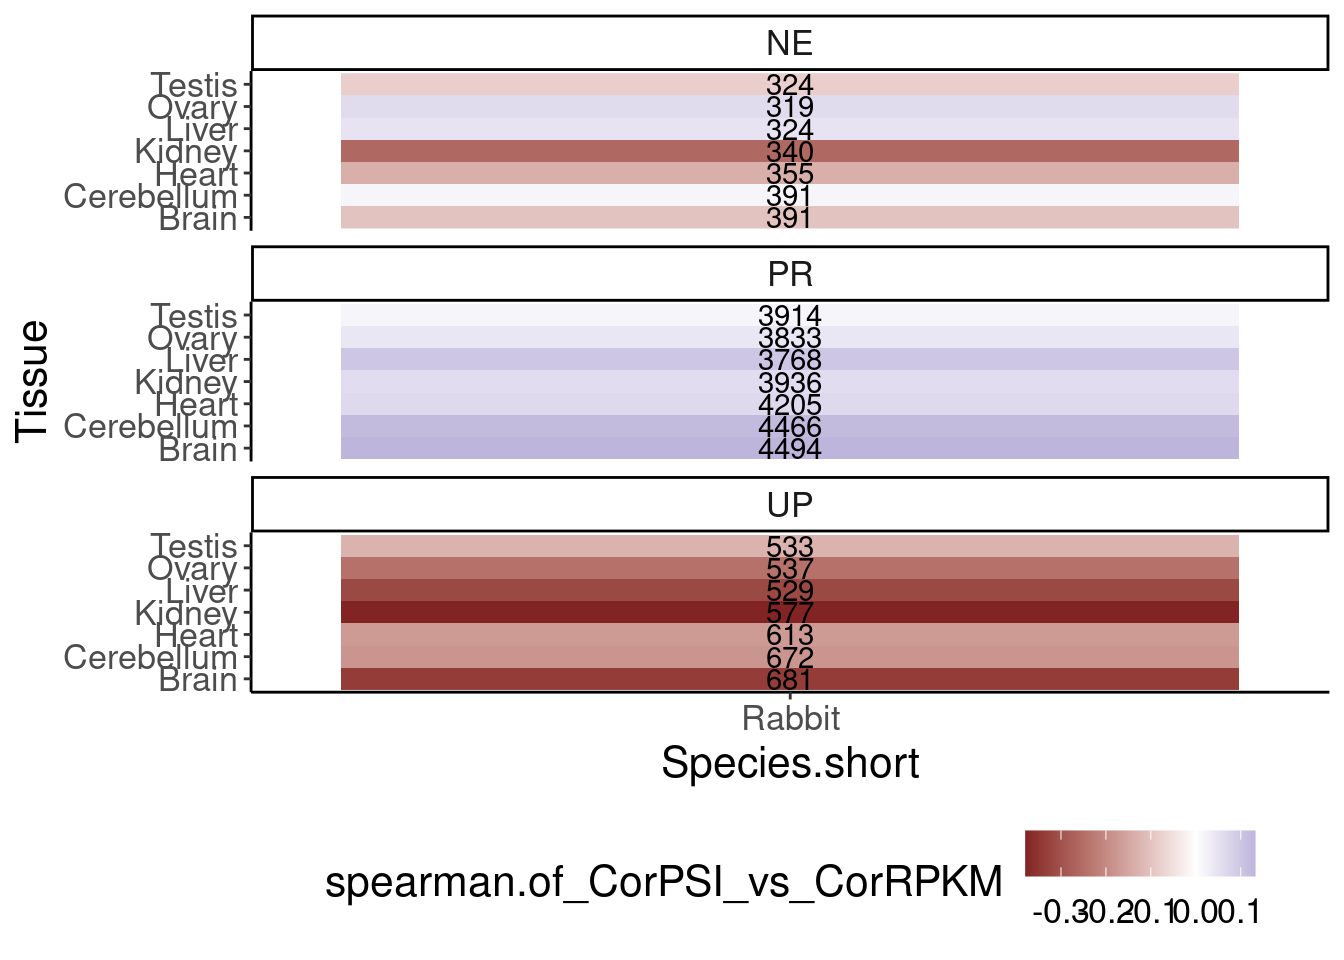 NE
Testis 324
Ovary 319
Liver 324
Kidney 340
Heart 355
Cerebellum 391
Brain 391
PR
Testis 3914
Ovary 3833
Liver 3768
Kidney 3936
Heart 4205
Cerebellum 4466
Brain 4494
UP
Testis 533
Ovary 537
Liver 529
Kidney 577
Heart 613
Cerebellum 672
Brain 681
Tissue
Rabbit
Species.short
spearman.of_CorPSI_vs_CorRPKM
-0.3 -0.2 -0.1 0.0 0.1